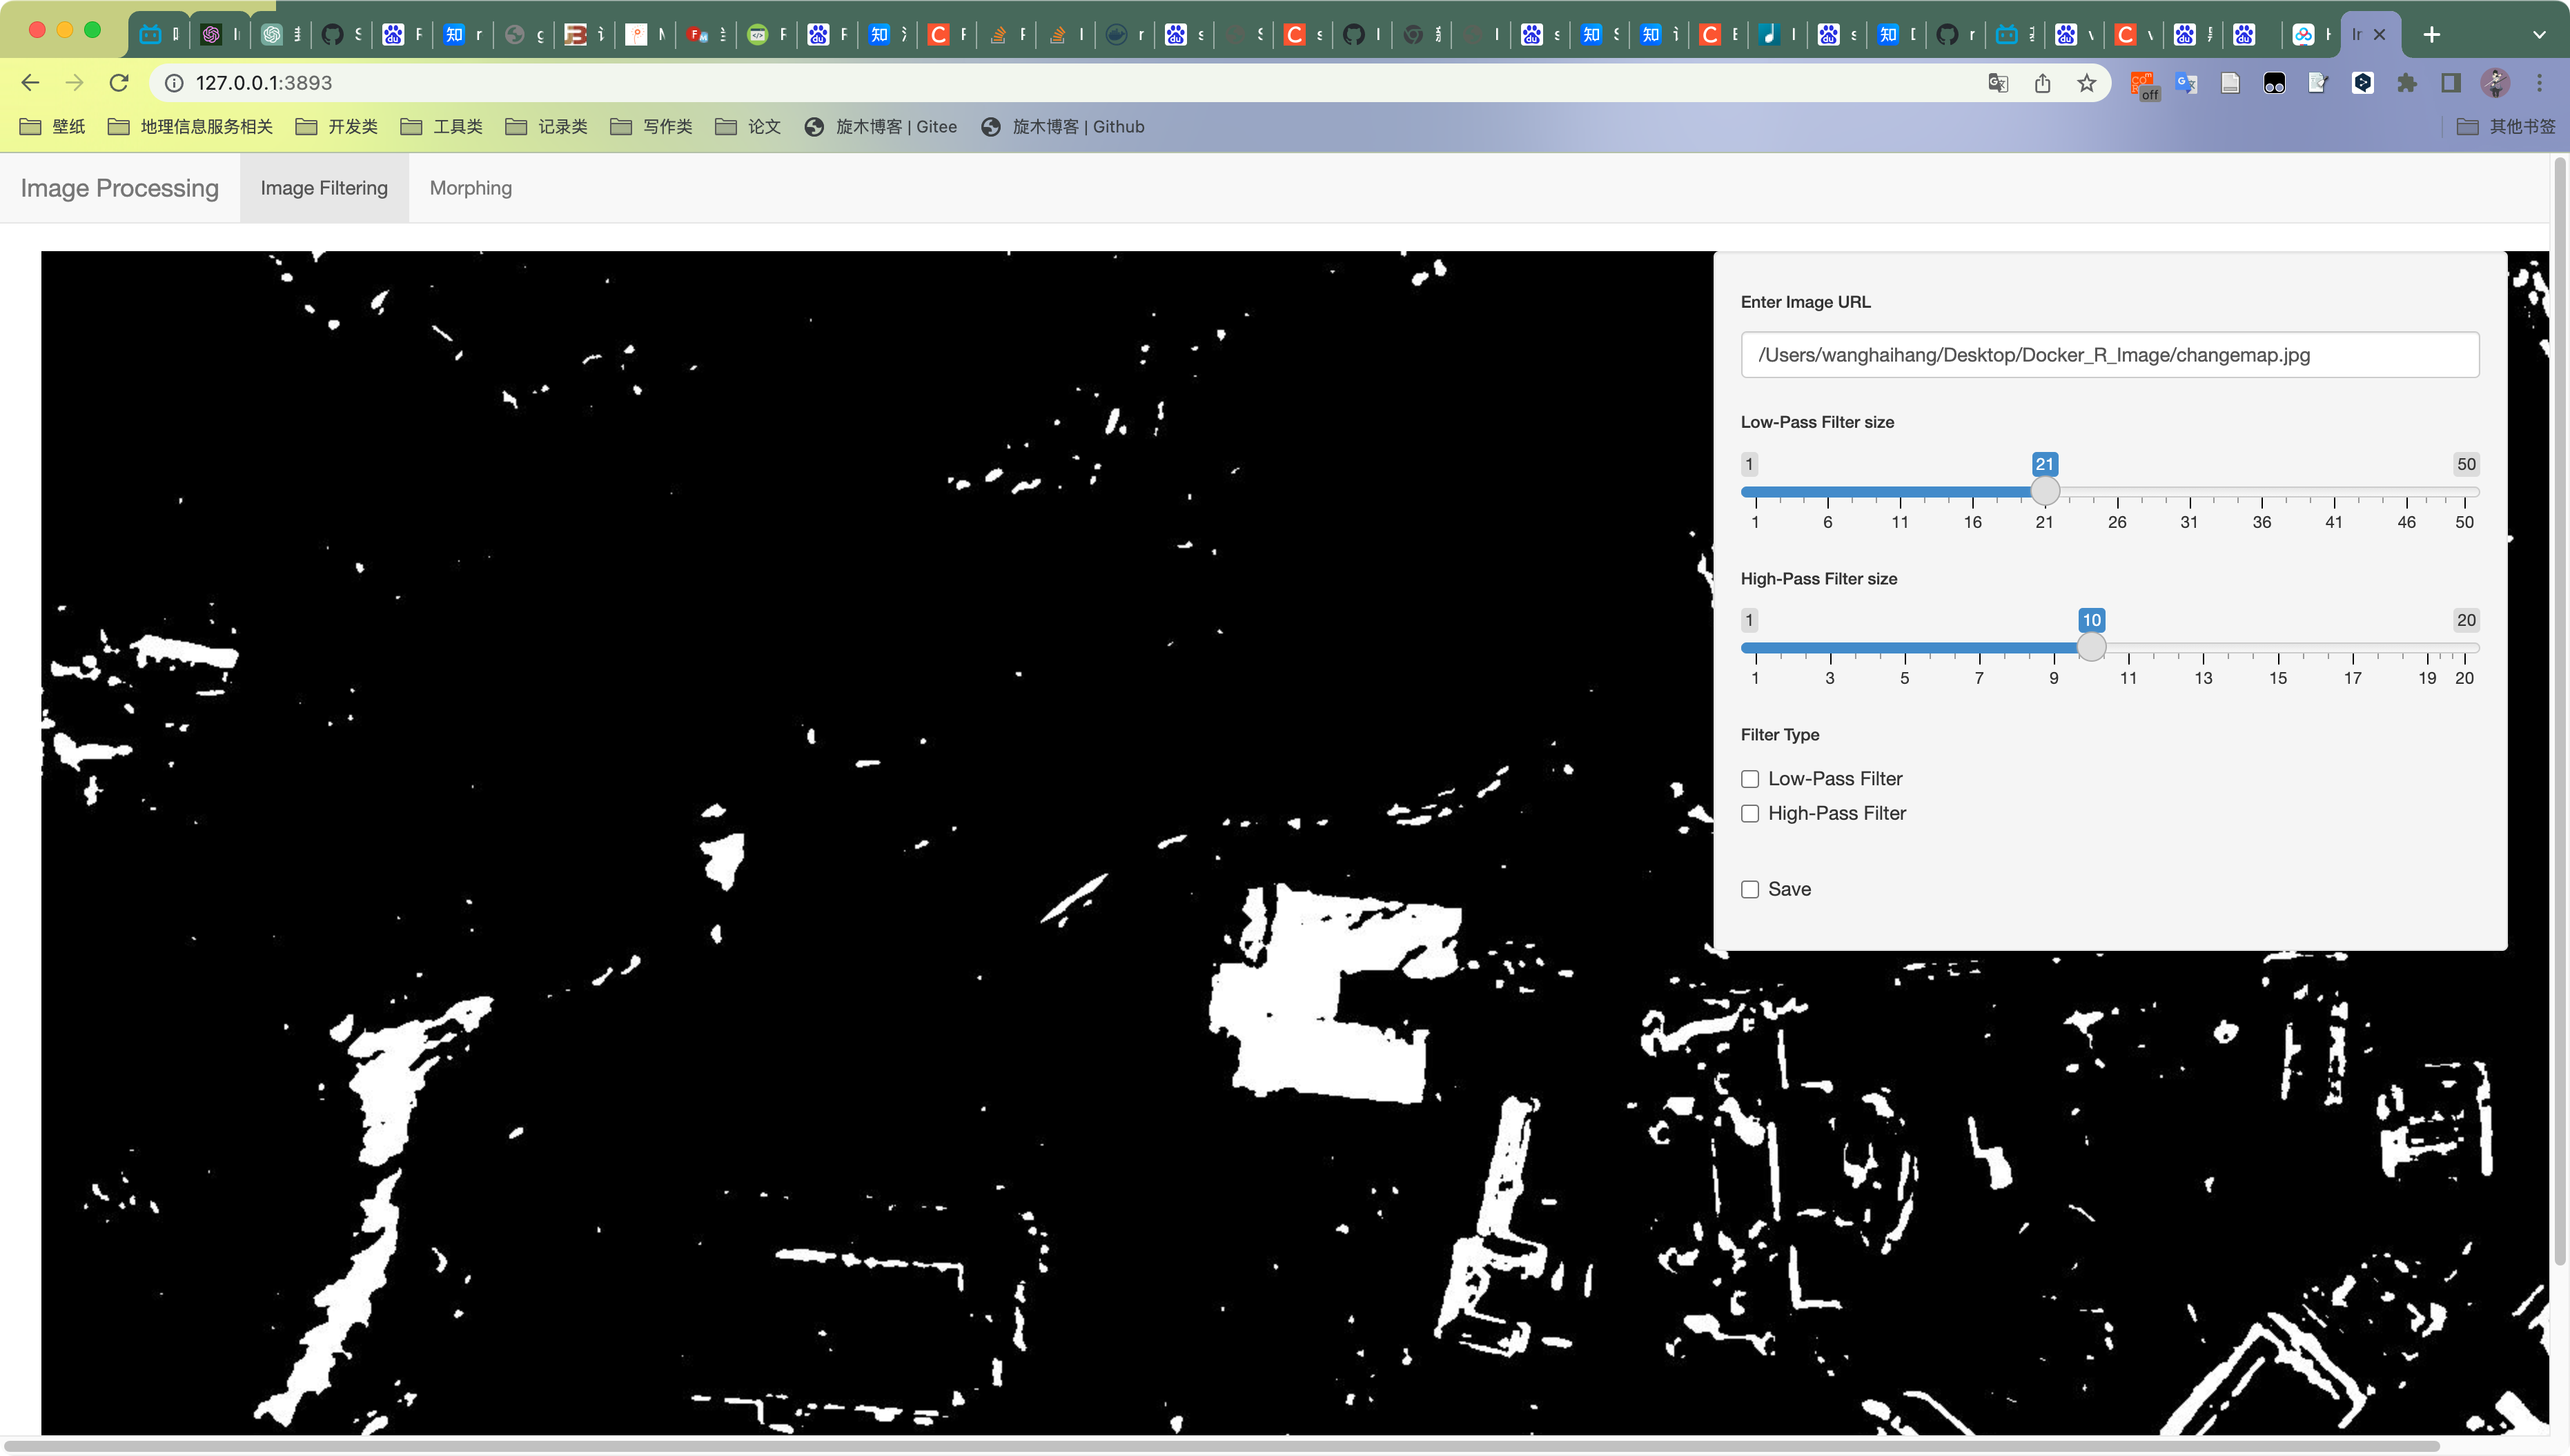 127.0.0.1:3893
off
壁纸 地理信息服务相关 开发类 工具类 记录类 写作类 论文 旋木博客 | Gitee 旋木博客 | Github 其他书签
Image Processing Image Filtering Morphing
Enter Image URL
/Users/wanghaihang/Desktop/Docker_R_Image/changemap.jpg
Low-Pass Filter size
1 21 50
1 6 11 16 21 26 31 36 41 46 50
High-Pass Filter size
1 10 20
1 3 5 7 9 11 13 15 17 19 20
Filter Type
Low-Pass Filter
High-Pass Filter
Save